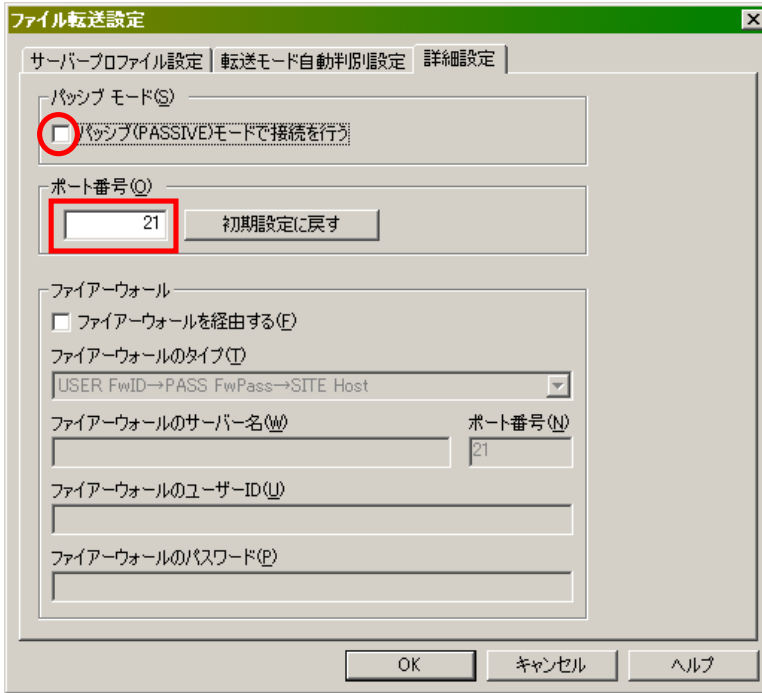 ファイル転送設定
サーバープロファイル設定 転送モード自動判別設定 詳細設定
パッシブ モード(S)
パッシブ(PASSIVE)モードで接続を行う
ポート番号(O)
21 初期設定に戻す
ファイアーウォール
ファイアーウォールを経由する(F)
ファイアーウォールのタイプ(T)
USER FwID→PASS FwPass→SITE Host
ファイアーウォールのサーバー名(W) ポート番号(N)
21
ファイアーウォールのユーザーID(U)
ファイアーウォールのパスワード(P)
OK キャンセル ヘルプ